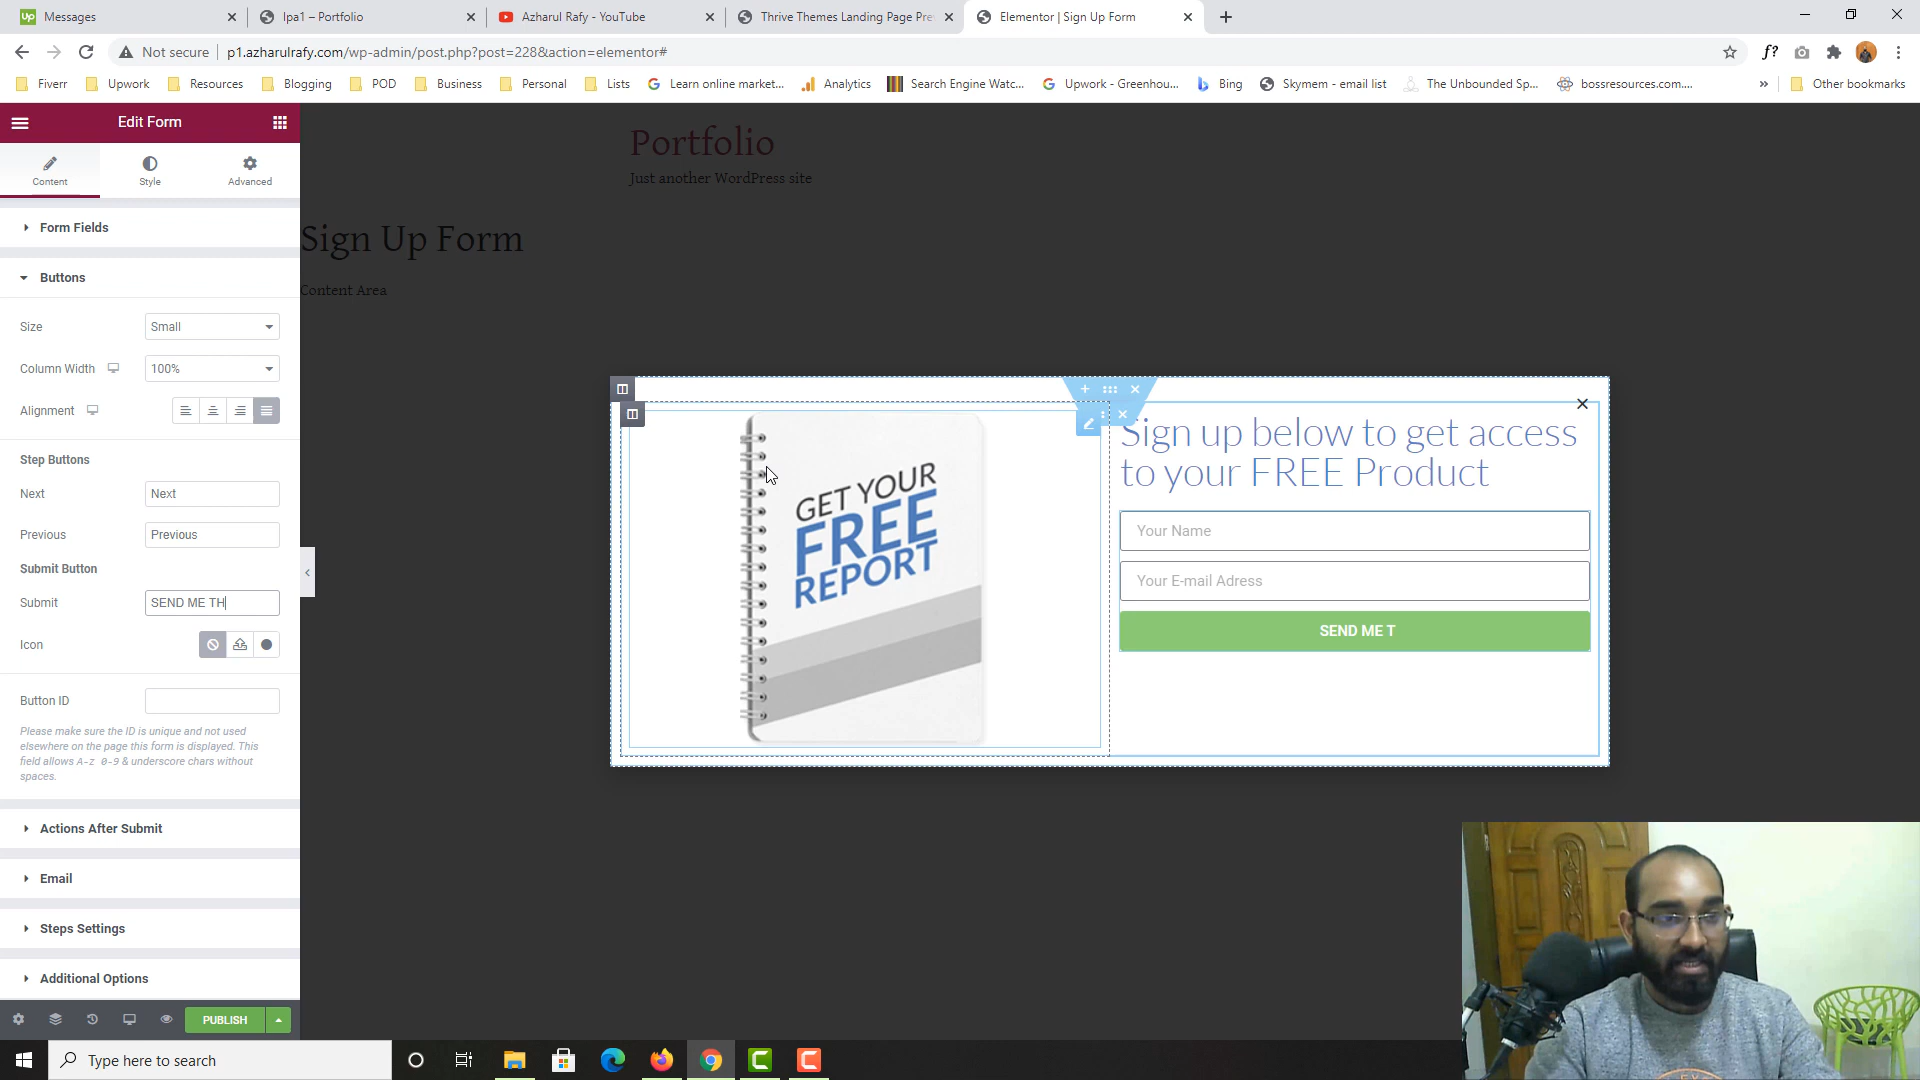 Messages
lpa1 – Portfolio
Azharul Rafy - YouTube
Thrive Themes Landing Page Pre
Elementor | Sign Up Form
Not secure
p1.azharulrafy.com/wp-admin/post.php?post=228&action=elementor#
Fiverr
Upwork
Resources
Blogging
POD
Business
Personal
Lists
Learn online market...
Analytics
Search Engine Watc...
Upwork - Greenhou...
Bing
Skymem - email list
The Unbounded Sp...
bossresources.com....
Other bookmarks
Edit Form
Content
Style
Advanced
Form Fields
Buttons
Size
Small
Column Width
100%
Alignment
Step Buttons
Next
Next
Previous
Previous
Submit Button
Submit
SEND ME TH
Icon
Button ID
Please make sure the ID is unique and not used
elsewhere on the page this form is displayed. This
field allows A-z 0-9 & underscore chars without
spaces.
Actions After Submit
Email
Steps Settings
Additional Options
PUBLISH
Portfolio
Just another WordPress site
Sign Up Form
Content Area
GET YOUR
FREE
REPORT
Sign up below to get access
to your FREE Product
Your Name
Your E-mail Adress
SEND ME T
Type here to search